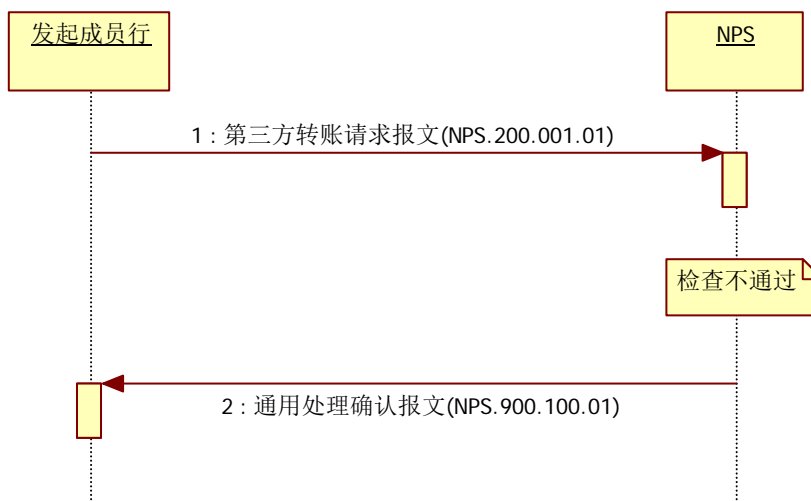 发起成员行
NPS
1 : 第三方转账请求报文(NPS.200.001.01)
检查不通过
2 : 通用处理确认报文(NPS.900.100.01)